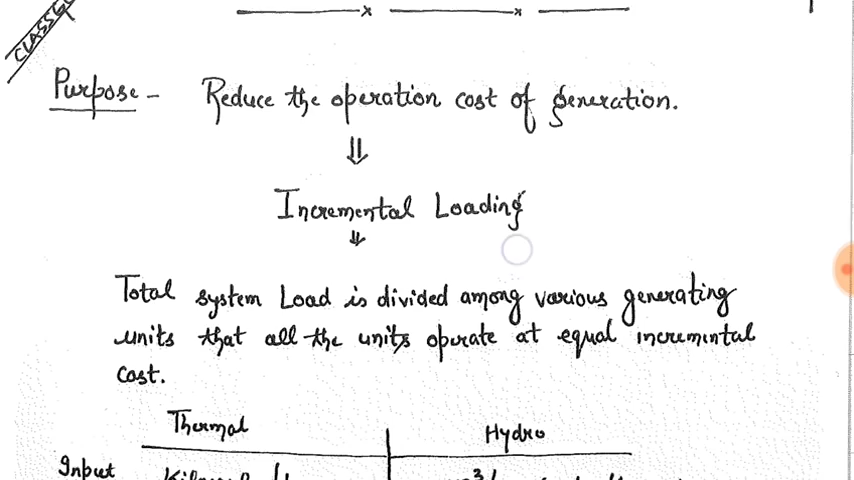 Purpose - Reduce the operation cost of generation.
⇓
Incremental Loading
⇓
Total system Load is divided among various generating
units that all the units operate at equal incremental
cost.
Thermal Hydro
Input